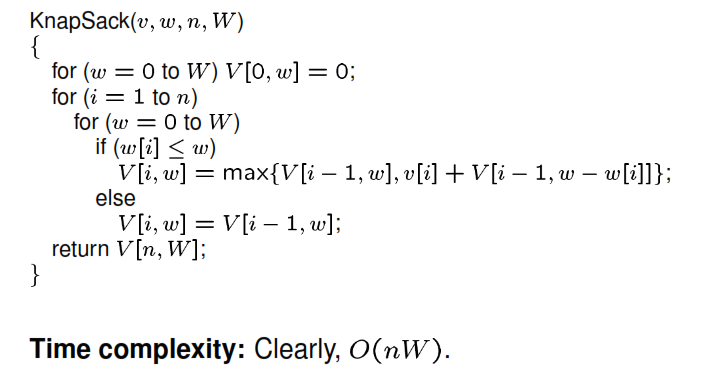 KnapSack(v, w, n, W)
{
for (w = 0 to W) V[0, w] = 0;
for (i = 1 to n)
for (w = 0 to W)
if (w[i] ≤ w)
V[i, w] = max{V[i − 1, w], v[i] + V[i − 1, w − w[i]]};
else
V[i, w] = V[i − 1, w];
return V[n, W];
}
Time complexity: Clearly, O(nW).